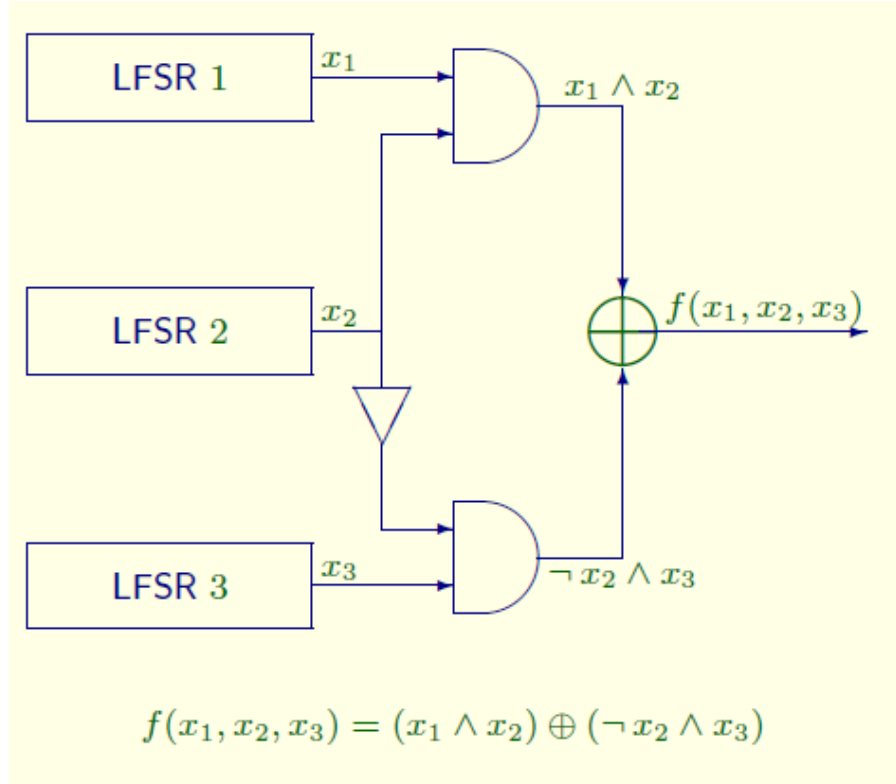 LFSR 1
x₁
x₁ ∧ x₂
LFSR 2
x₂
f(x₁, x₂, x₃)
LFSR 3
x₃
¬ x₂ ∧ x₃
f(x₁, x₂, x₃) = (x₁ ∧ x₂) ⊕ (¬ x₂ ∧ x₃)